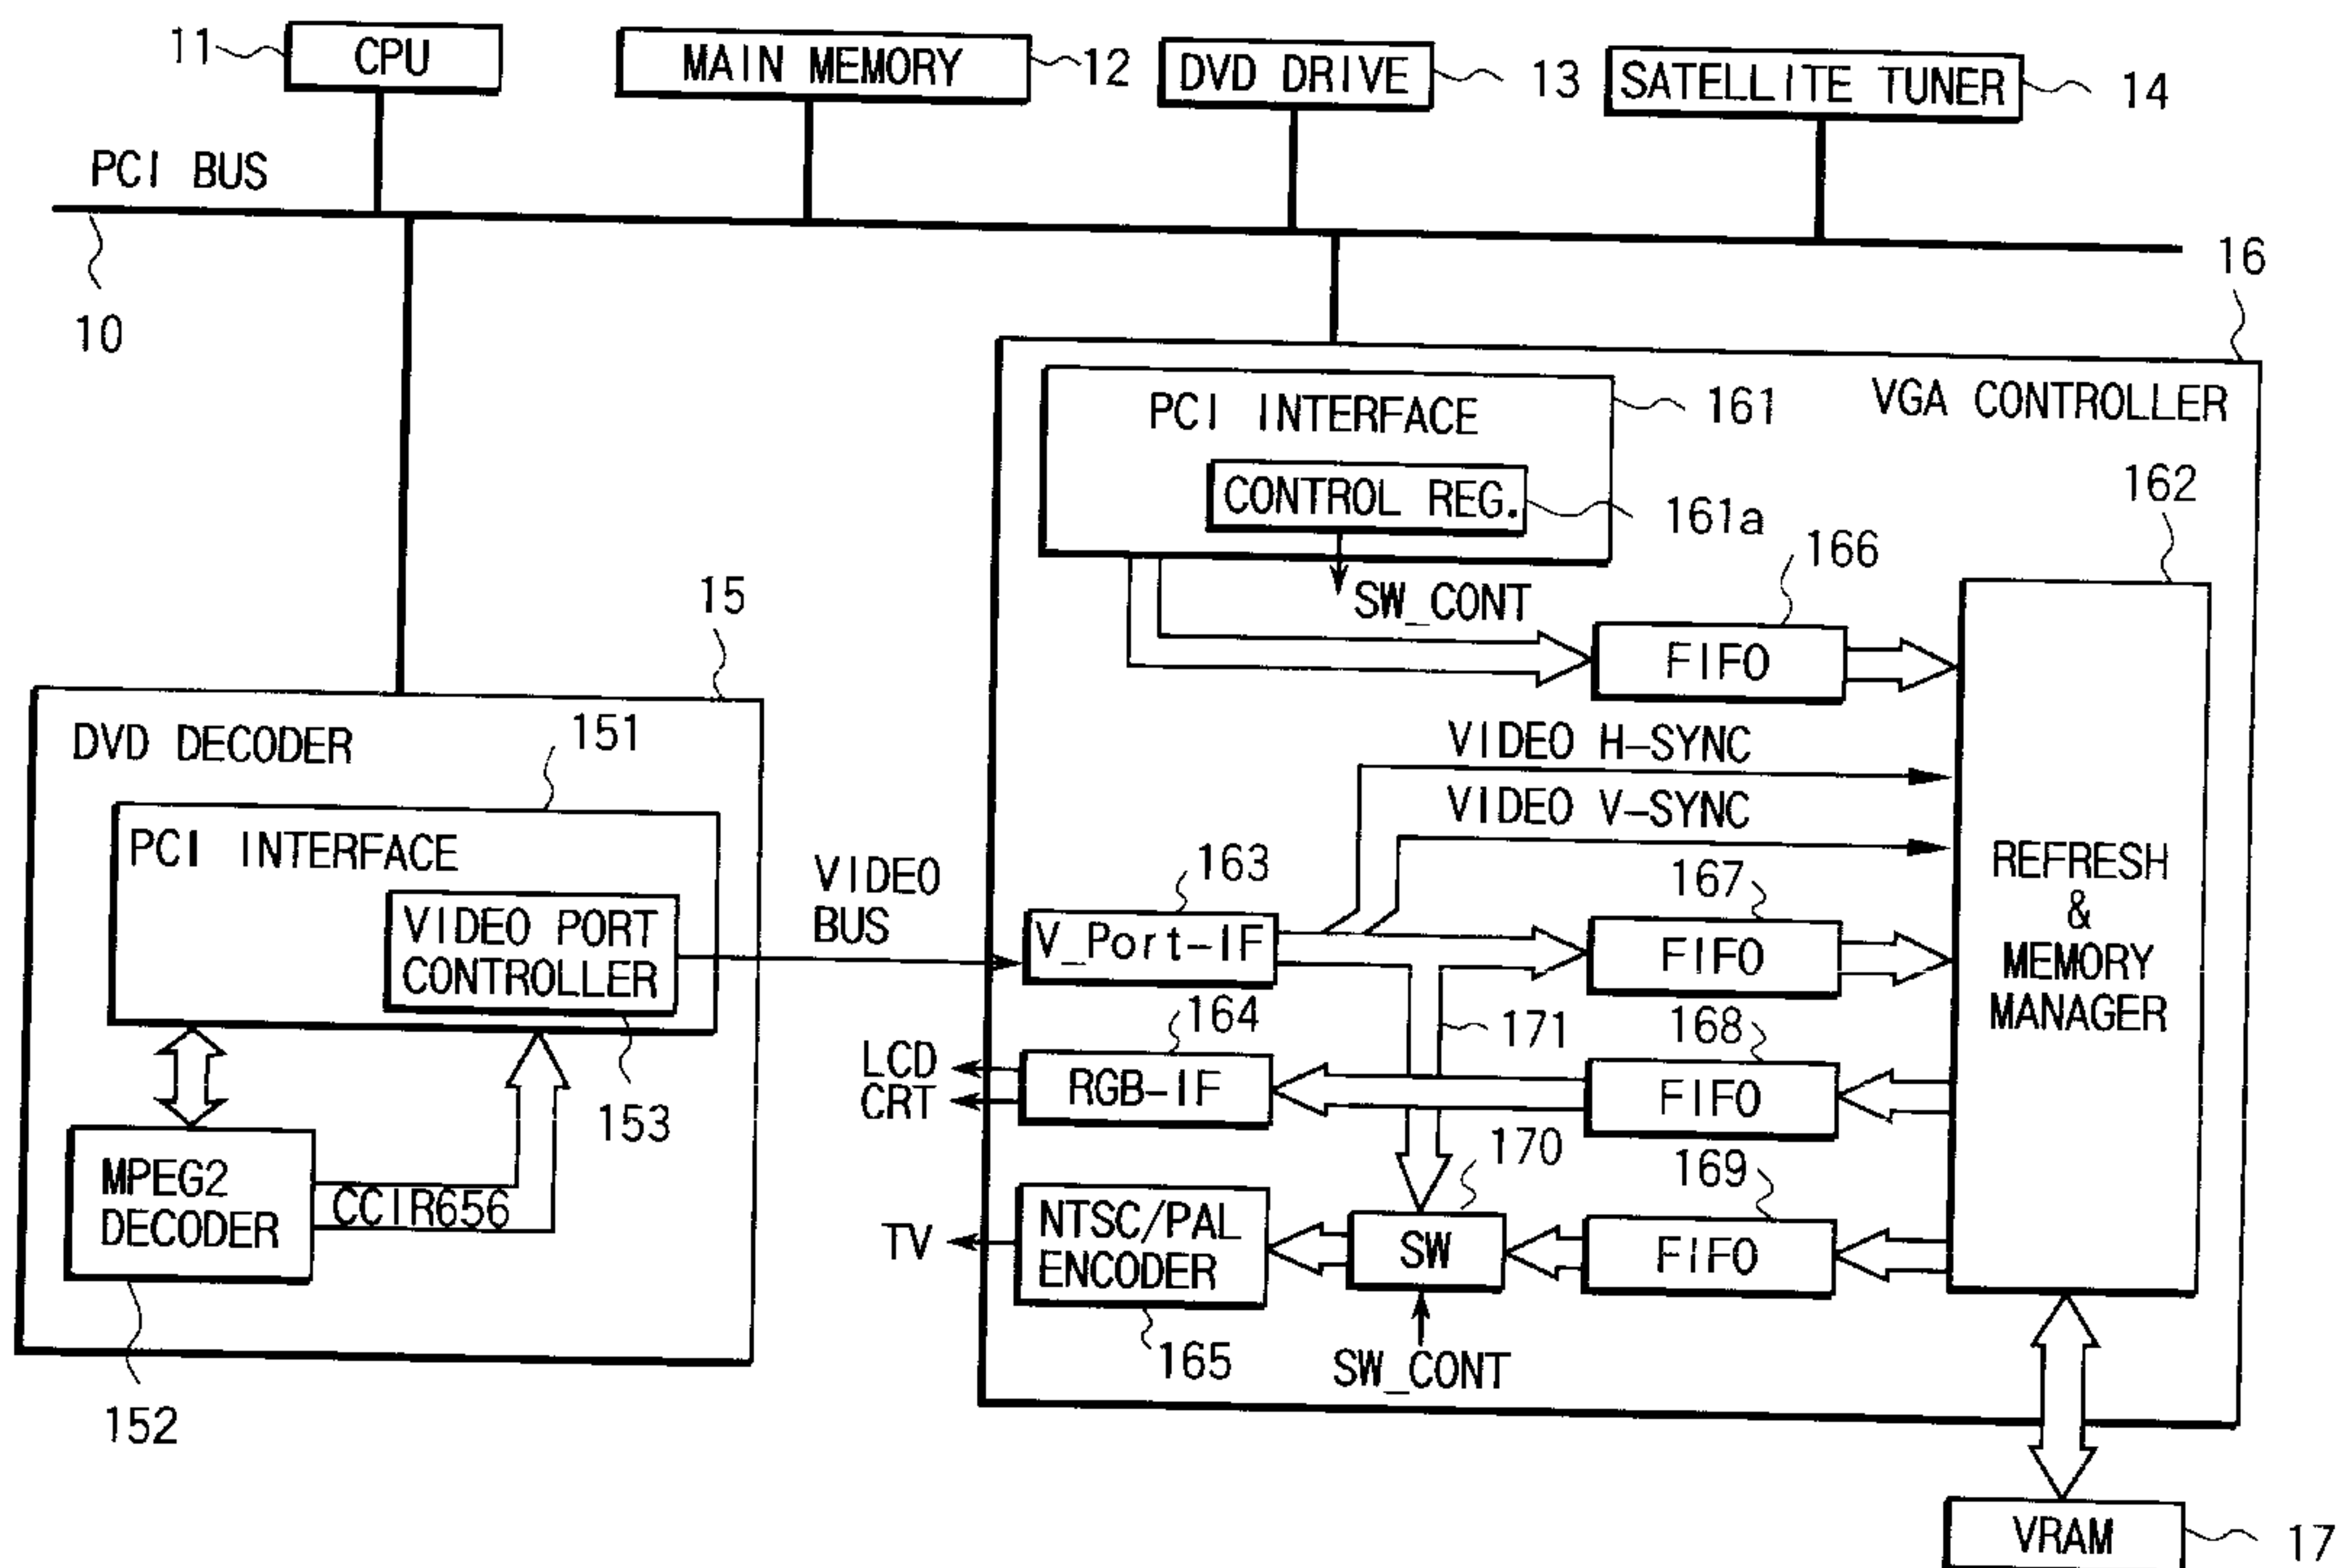 11
CPU
MAIN MEMORY
12
DVD DRIVE
13
SATELLITE TUNER
14
PCI BUS
10
16
VGA CONTROLLER
PCI INTERFACE
161
CONTROL REG.
161a
162
SW_CONT
166
FIFO
15
DVD DECODER
151
PCI INTERFACE
VIDEO PORT
CONTROLLER
153
MPEG2
DECODER
CCIR656
152
VIDEO
BUS
VIDEO H-SYNC
VIDEO V-SYNC
163
V_Port-IF
167
FIFO
REFRESH
&
MEMORY
MANAGER
164
171
168
LCD
CRT
RGB-IF
FIFO
170
169
TV
NTSC/PAL
ENCODER
SW
FIFO
165
SW_CONT
VRAM
17